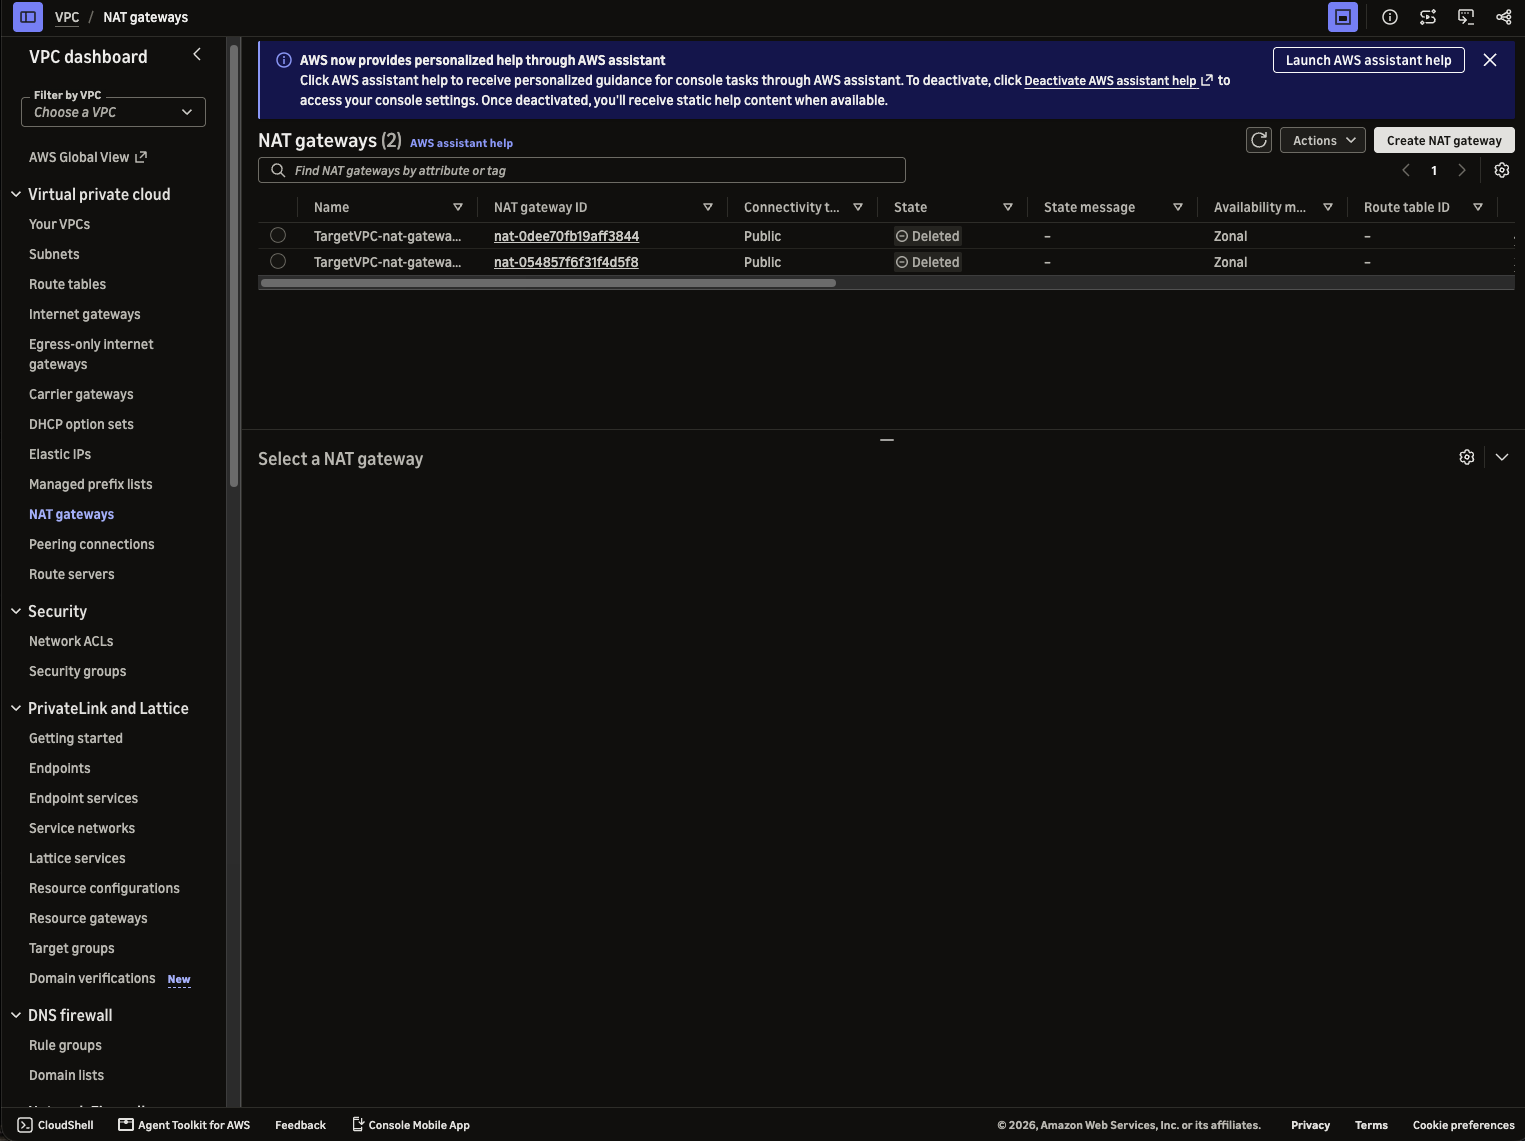 VPC / NAT gateways
VPC dashboard
Filter by VPC
Choose a VPC
AWS Global View
Virtual private cloud
Your VPCs
Subnets
Route tables
Internet gateways
Egress-only internet
gateways
Carrier gateways
DHCP option sets
Elastic IPs
Managed prefix lists
NAT gateways
Peering connections
Route servers
Security
Network ACLs
Security groups
PrivateLink and Lattice
Getting started
Endpoints
Endpoint services
Service networks
Lattice services
Resource configurations
Resource gateways
Target groups
Domain verifications New
DNS firewall
Rule groups
Domain lists
AWS now provides personalized help through AWS assistant
Click AWS assistant help to receive personalized guidance for console tasks through AWS assistant. To deactivate, click Deactivate AWS assistant help to
access your console settings. Once deactivated, you'll receive static help content when available.
Launch AWS assistant help
NAT gateways (2) AWS assistant help
Actions
Create NAT gateway
Find NAT gateways by attribute or tag
1
Name NAT gateway ID Connectivity t... State State message Availability m... Route table ID
TargetVPC-nat-gatewa... nat-0dee70fb19aff3844 Public Deleted – Zonal –
TargetVPC-nat-gatewa... nat-054857f6f31f4d5f8 Public Deleted – Zonal –
Select a NAT gateway
CloudShell Agent Toolkit for AWS Feedback Console Mobile App © 2026, Amazon Web Services, Inc. or its affiliates. Privacy Terms Cookie preferences